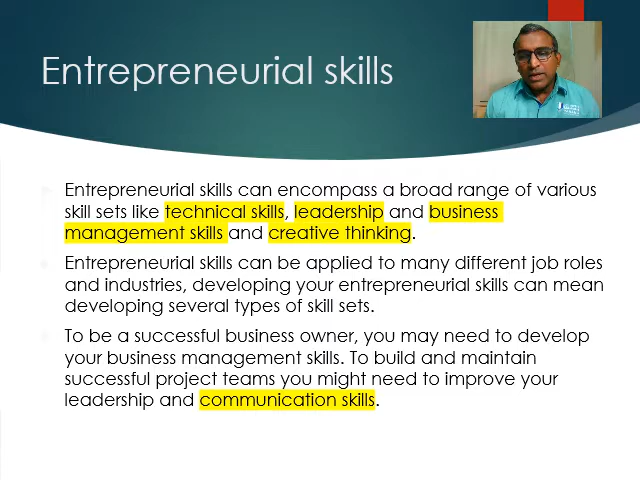 Entrepreneurial skills
Entrepreneurial skills can encompass a broad range of various
skill sets like technical skills, leadership and business
management skills and creative thinking.
Entrepreneurial skills can be applied to many different job roles
and industries, developing your entrepreneurial skills can mean
developing several types of skill sets.
To be a successful business owner, you may need to develop
your business management skills. To build and maintain
successful project teams you might need to improve your
leadership and communication skills.